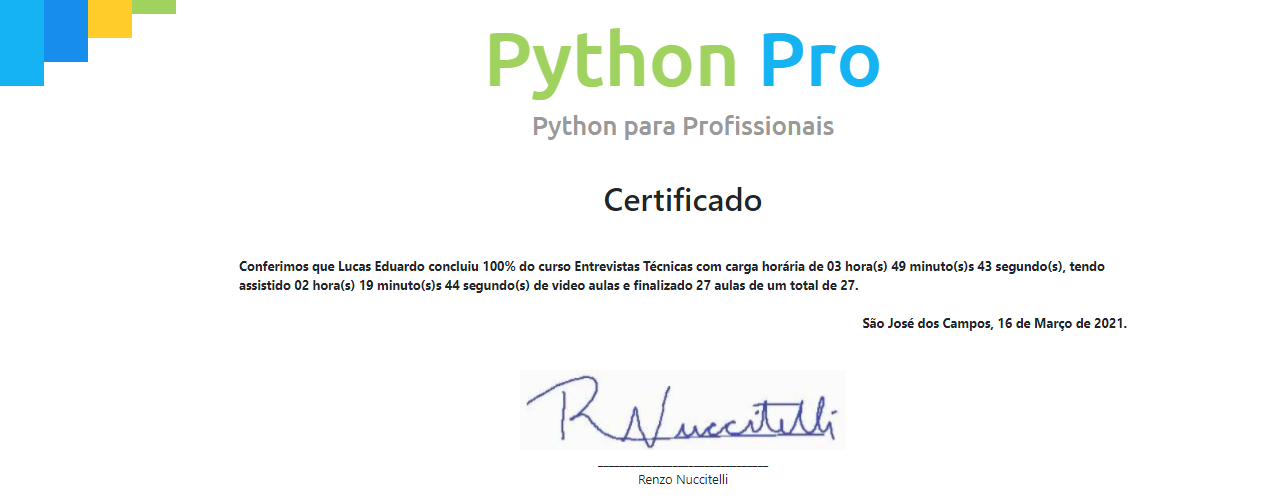 Python Pro
Python para Profissionais
Certificado
Conferimos que Lucas Eduardo concluiu 100% do curso Entrevistas Técnicas com carga horária de 03 hora(s) 49 minuto(s)s 43 segundo(s), tendo
assistido 02 hora(s) 19 minuto(s)s 44 segundo(s) de video aulas e finalizado 27 aulas de um total de 27.
São José dos Campos, 16 de Março de 2021.
R Nuccitelli
Renzo Nuccitelli